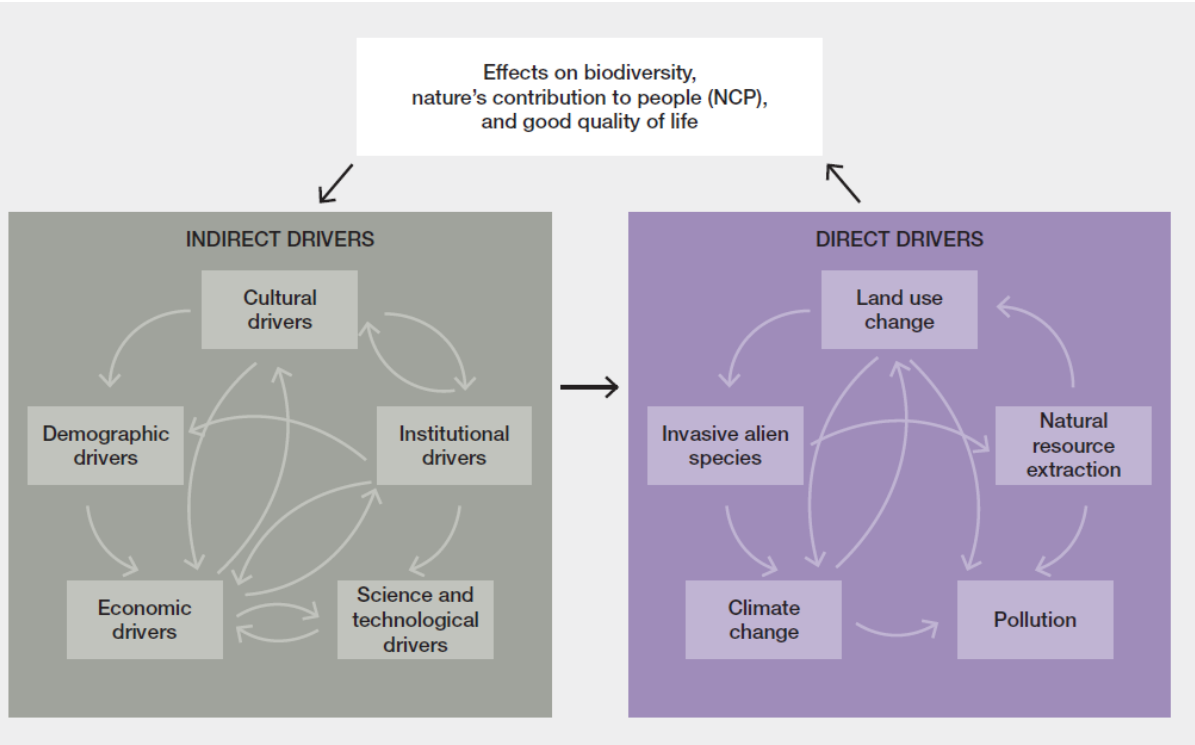 Effects on biodiversity,
nature's contribution to people (NCP),
and good quality of life
INDIRECT DRIVERS
Cultural
drivers
Demographic
drivers
Institutional
drivers
Economic
drivers
Science and
technological
drivers
DIRECT DRIVERS
Land use
change
Invasive alien
species
Natural
resource
extraction
Climate
change
Pollution